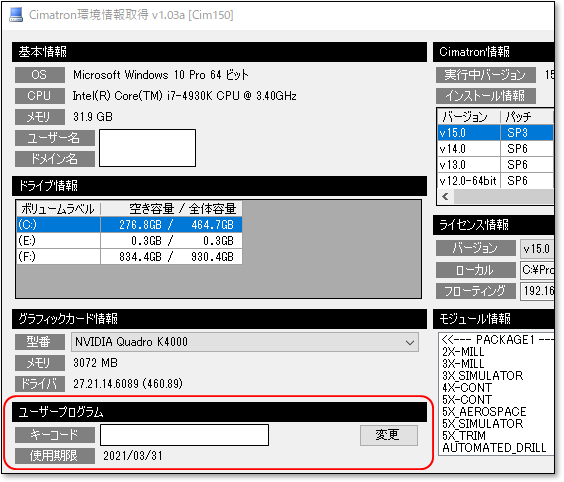 Cimatron環境情報取得 v1.03a [Cim150]
基本情報
OS Microsoft Windows 10 Pro 64 ビット
CPU Intel(R) Core(TM) i7-4930K CPU @ 3.40GHz
メモリ 31.9 GB
ユーザー名
ドメイン名
ドライブ情報
ボリュームラベル 空き容量 / 全体容量
(C:) 276.8GB / 464.7GB
(E:) 0.3GB / 0.3GB
(F:) 834.4GB / 930.4GB
グラフィックカード情報
型番 NVIDIA Quadro K4000
メモリ 3072 MB
ドライバ 27.21.14.6089 (460.89)
ユーザープログラム
キーコード 変更
使用期限 2021/03/31
Cimatron情報
実行中バージョン 15
インストール情報
バージョン パッチ
v15.0 SP3
v14.0 SP6
v13.0 SP6
v12.0-64bit SP6
ライセンス情報
バージョン v15.0
ローカル C:¥Pro
フローティング 192.16
モジュール情報
<<--- PACKAGE1 ---
2X-MILL
3X-MILL
3X_SIMULATOR
4X-CONT
5X-CONT
5X_AEROSPACE
5X_SIMULATOR
5X_TRIM
AUTOMATED_DRILL